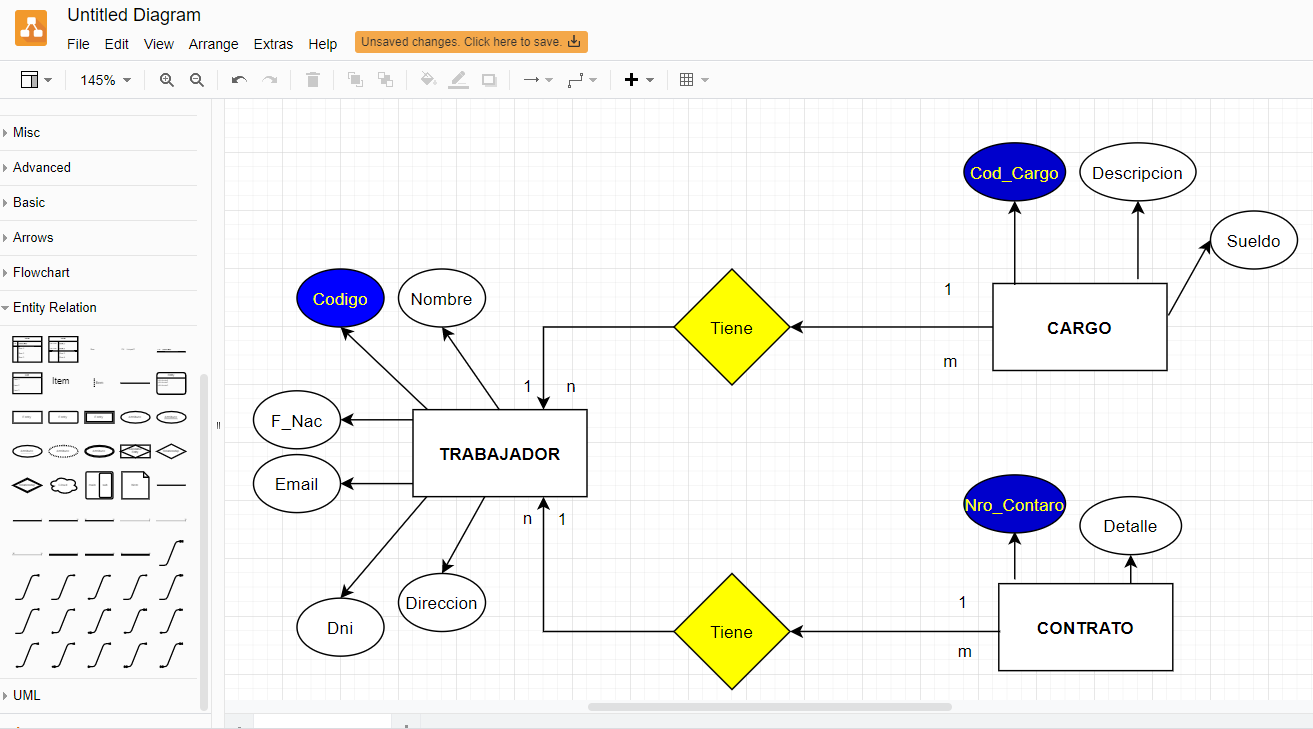 Untitled Diagram
File Edit View Arrange Extras Help Unsaved changes. Click here to save.
145%
Misc
Advanced
Basic
Arrows
Flowchart
Entity Relation
Item
UML
Cod_Cargo Descripcion
Sueldo
Codigo Nombre
Tiene
1
CARGO
m
1 n
F_Nac
TRABAJADOR
Email
n 1
Nro_Contaro
Detalle
Direccion
Dni
Tiene
1
CONTRATO
m